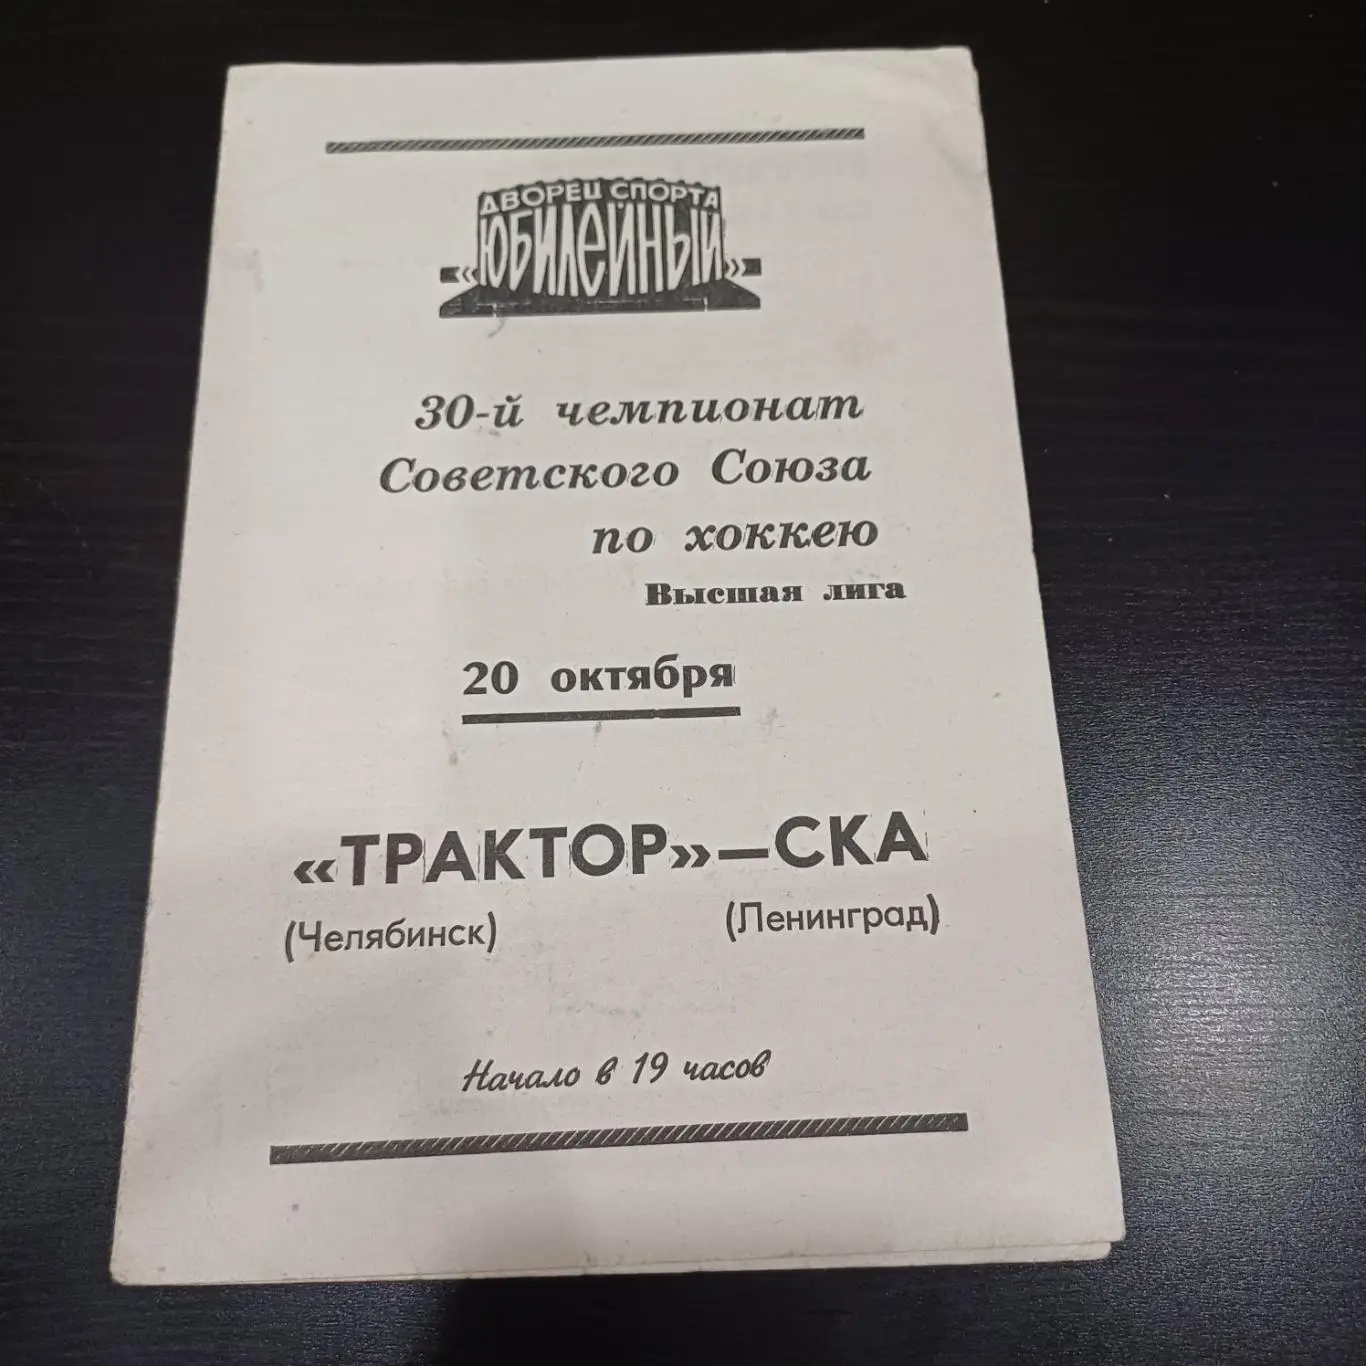 ДВОРЕЦ СПОРТА
«ЮБИЛЕЙНЫЙ»
30-й чемпионат
Советского Союза
по хоккею
Высшая лига
20 октября
«ТРАКТОР»—СКА
(Челябинск) (Ленинград)
Начало в 19 часов